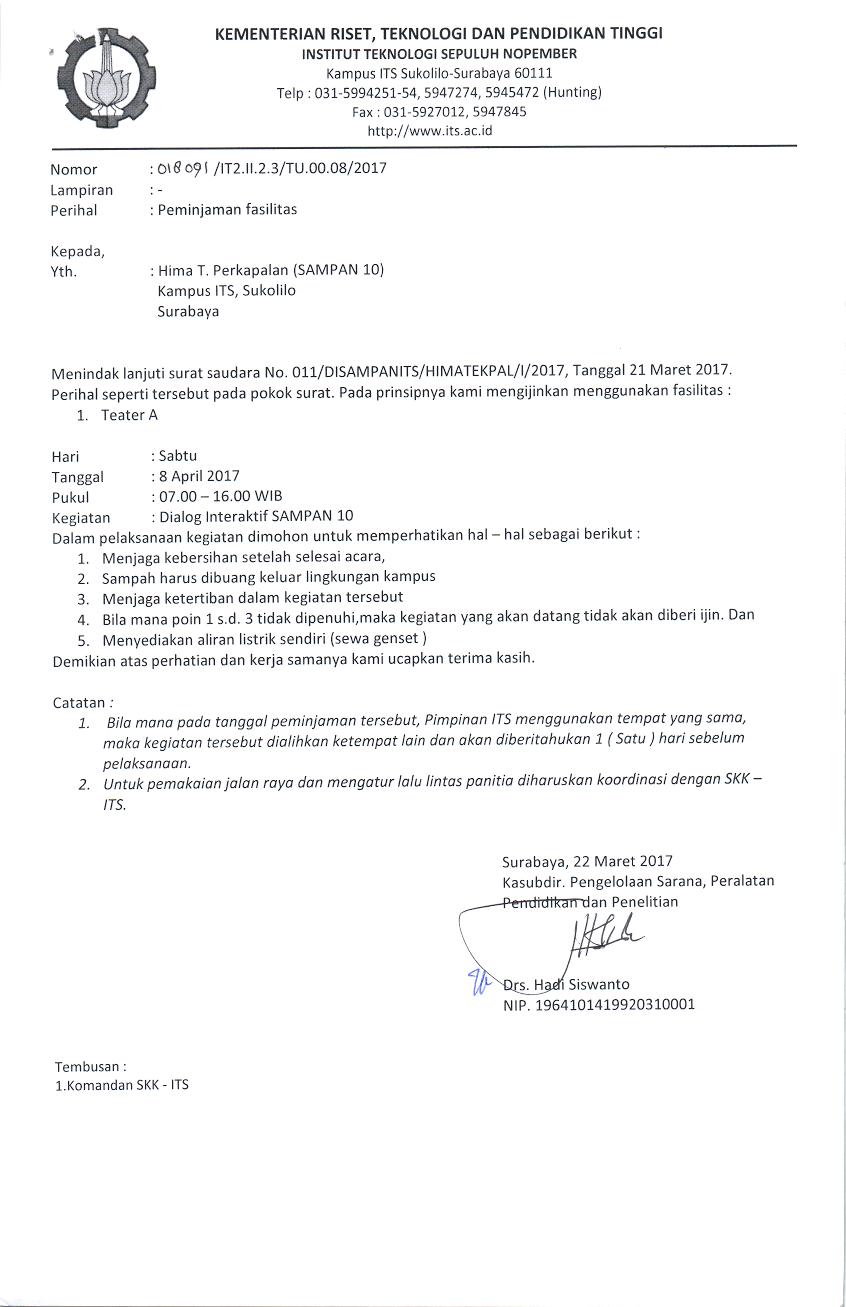 KEMENTERIAN RISET, TEKNOLOGI DAN PENDIDIKAN TINGGI
INSTITUT TEKNOLOGI SEPULUH NOPEMBER
Kampus ITS Sukolilo-Surabaya 60111
Telp : 031-5994251-54, 5947274, 5945472 (Hunting)
Fax : 031-5927012, 5947845
http://www.its.ac.id
Nomor : 018091 /IT2.II.2.3/TU.00.08/2017
Lampiran : -
Perihal : Peminjaman fasilitas
Kepada,
Yth. : Hima T. Perkapalan (SAMPAN 10)
Kampus ITS, Sukolilo
Surabaya
Menindak lanjuti surat saudara No. 011/DISAMPANITS/HIMATEKPAL/I/2017, Tanggal 21 Maret 2017.
Perihal seperti tersebut pada pokok surat. Pada prinsipnya kami mengijinkan menggunakan fasilitas :
1. Teater A
Hari : Sabtu
Tanggal : 8 April 2017
Pukul : 07.00 – 16.00 WIB
Kegiatan : Dialog Interaktif SAMPAN 10
Dalam pelaksanaan kegiatan dimohon untuk memperhatikan hal – hal sebagai berikut :
1. Menjaga kebersihan setelah selesai acara,
2. Sampah harus dibuang keluar lingkungan kampus
3. Menjaga ketertiban dalam kegiatan tersebut
4. Bila mana poin 1 s.d. 3 tidak dipenuhi,maka kegiatan yang akan datang tidak akan diberi ijin. Dan
5. Menyediakan aliran listrik sendiri (sewa genset )
Demikian atas perhatian dan kerja samanya kami ucapkan terima kasih.
Catatan :
1. Bila mana pada tanggal peminjaman tersebut, Pimpinan ITS menggunakan tempat yang sama,
maka kegiatan tersebut dialihkan ketempat lain dan akan diberitahukan 1 ( Satu ) hari sebelum
pelaksanaan.
2. Untuk pemakaian jalan raya dan mengatur lalu lintas panitia diharuskan koordinasi dengan SKK –
ITS.
Surabaya, 22 Maret 2017
Kasubdir. Pengelolaan Sarana, Peralatan
Pendidikan dan Penelitian
Drs. Hadi Siswanto
NIP. 1964101419920310001
Tembusan :
1.Komandan SKK - ITS